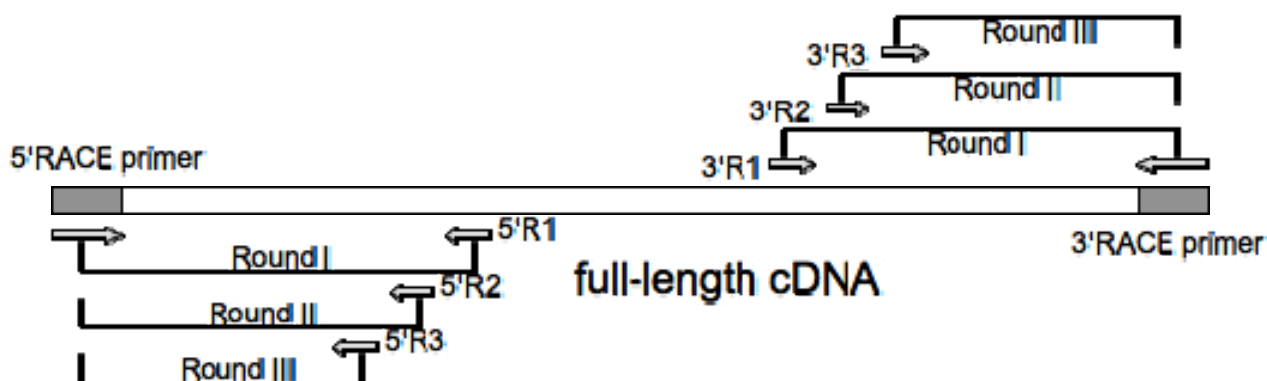 Round III
3'R3
Round II
3'R2
Round I
3'R1
5'RACE primer
5'R1
3'RACE primer
Round I
5'R2
full-length cDNA
Round II
5'R3
Round III